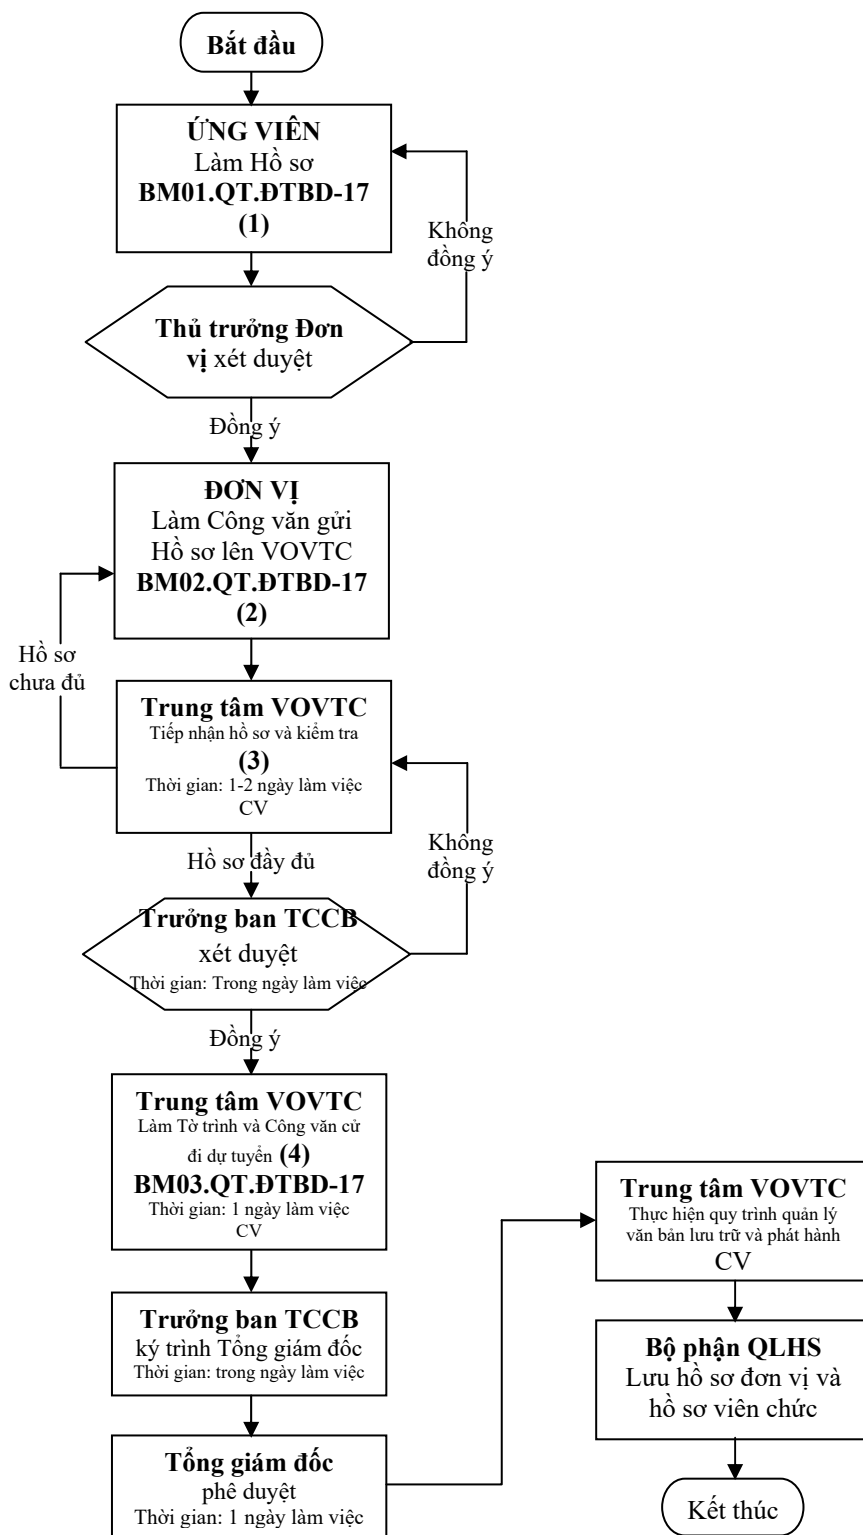 Bắt đầu
ỨNG VIÊN
Làm Hồ sơ
BM01.QT.ĐTBD-17
(1)
Không
đồng ý
Thủ trưởng Đơn
vị xét duyệt
Đồng ý
ĐƠN VỊ
Làm Công văn gửi
Hồ sơ lên VOVTC
BM02.QT.ĐTBD-17
(2)
Hồ sơ
chưa đủ
Trung tâm VOVTC
Tiếp nhận hồ sơ và kiểm tra
(3)
Thời gian: 1-2 ngày làm việc
CV
Không
đồng ý
Hồ sơ đầy đủ
Trưởng ban TCCB
xét duyệt
Thời gian: Trong ngày làm việc
Đồng ý
Trung tâm VOVTC
Làm Tờ trình và Công văn cử
đi dự tuyển (4)
BM03.QT.ĐTBD-17
Thời gian: 1 ngày làm việc
CV
Trưởng ban TCCB
ký trình Tổng giám đốc
Thời gian: trong ngày làm việc
Tổng giám đốc
phê duyệt
Thời gian: 1 ngày làm việc
Trung tâm VOVTC
Thực hiện quy trình quản lý
văn bản lưu trữ và phát hành
CV
Bộ phận QLHS
Lưu hồ sơ đơn vị và
hồ sơ viên chức
Kết thúc